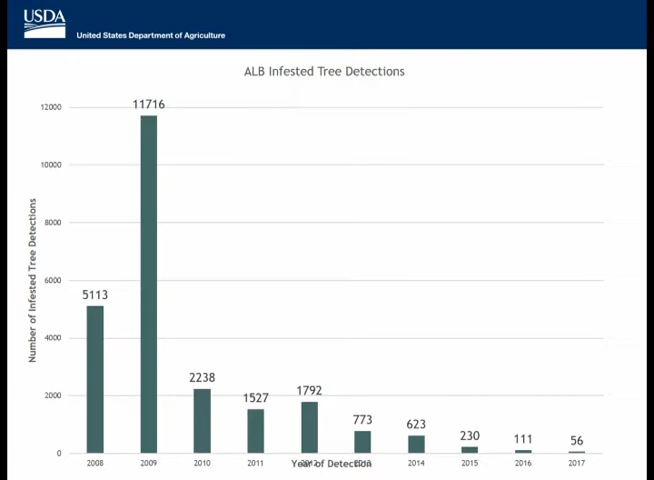 USDA
United States Department of Agriculture
ALB Infested Tree Detections
Number of Infested Tree Detections
12000
10000
8000
6000
4000
2000
0
5113
11716
2238
1527
1792
773
623
230
111
56
2008 2009 2010 2011 2012 2013 2014 2015 2016 2017
Year of Detection